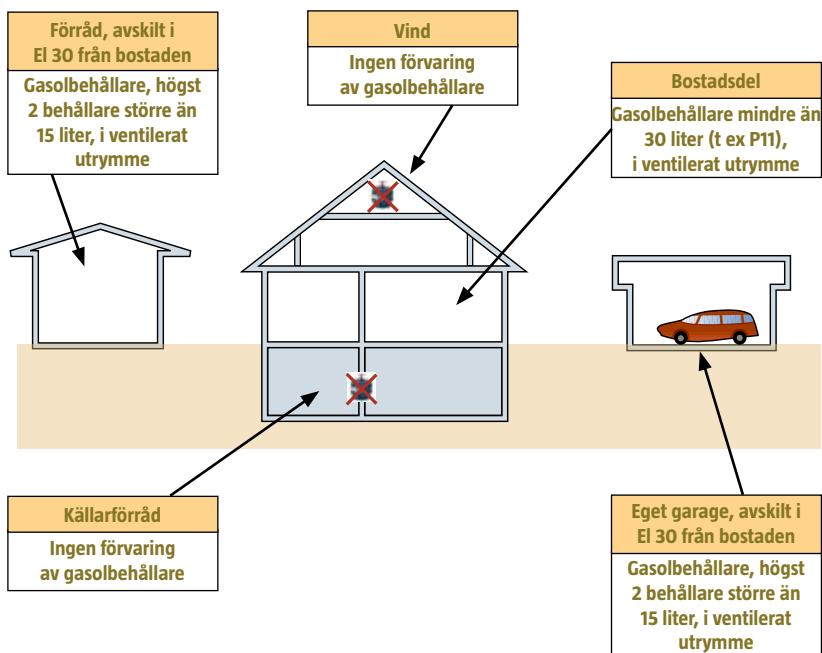 Förråd, avskilt i
El 30 från bostaden
Gasolbehållare, högst
2 behållare större än
15 liter, i ventilerat
utrymme
Vind
Ingen förvaring
av gasolbehållare
Bostadsdel
Gasolbehållare mindre än
30 liter (t ex P11),
i ventilerat utrymme
Källarförråd
Ingen förvaring
av gasolbehållare
Eget garage, avskilt i
El 30 från bostaden
Gasolbehållare, högst
2 behållare större än
15 liter, i ventilerat
utrymme